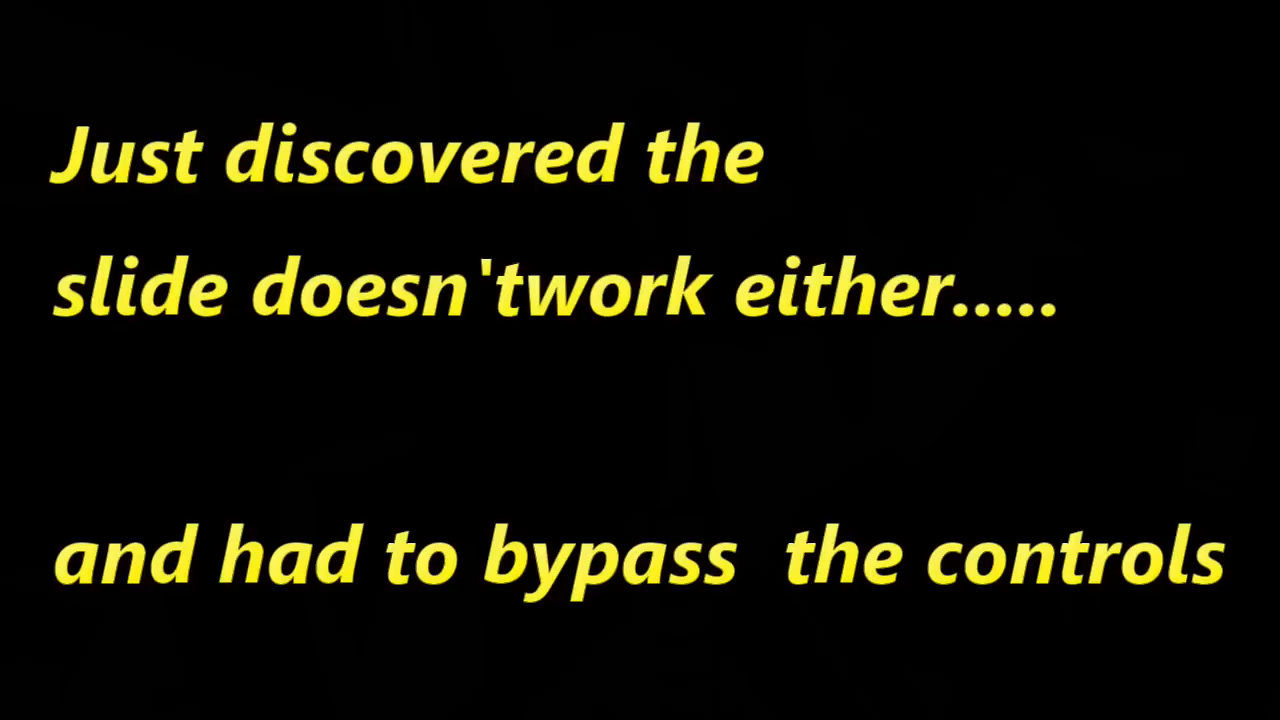 Just discovered the
slide doesn'twork either.....
and had to bypass  the controls